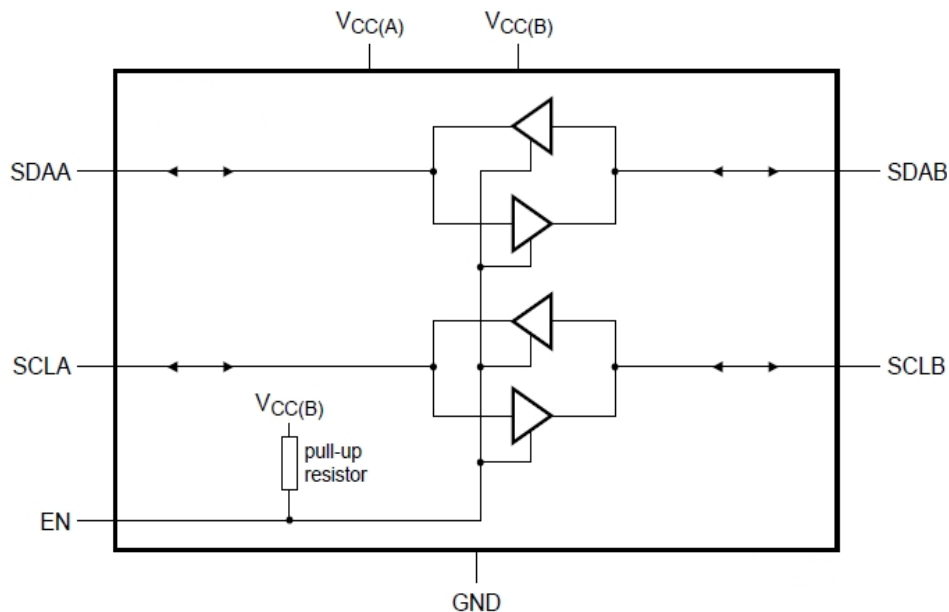 VCC(A)
VCC(B)
SDAA
SDAB
SCLA
SCLB
VCC(B)
pull-up
resistor
EN
GND